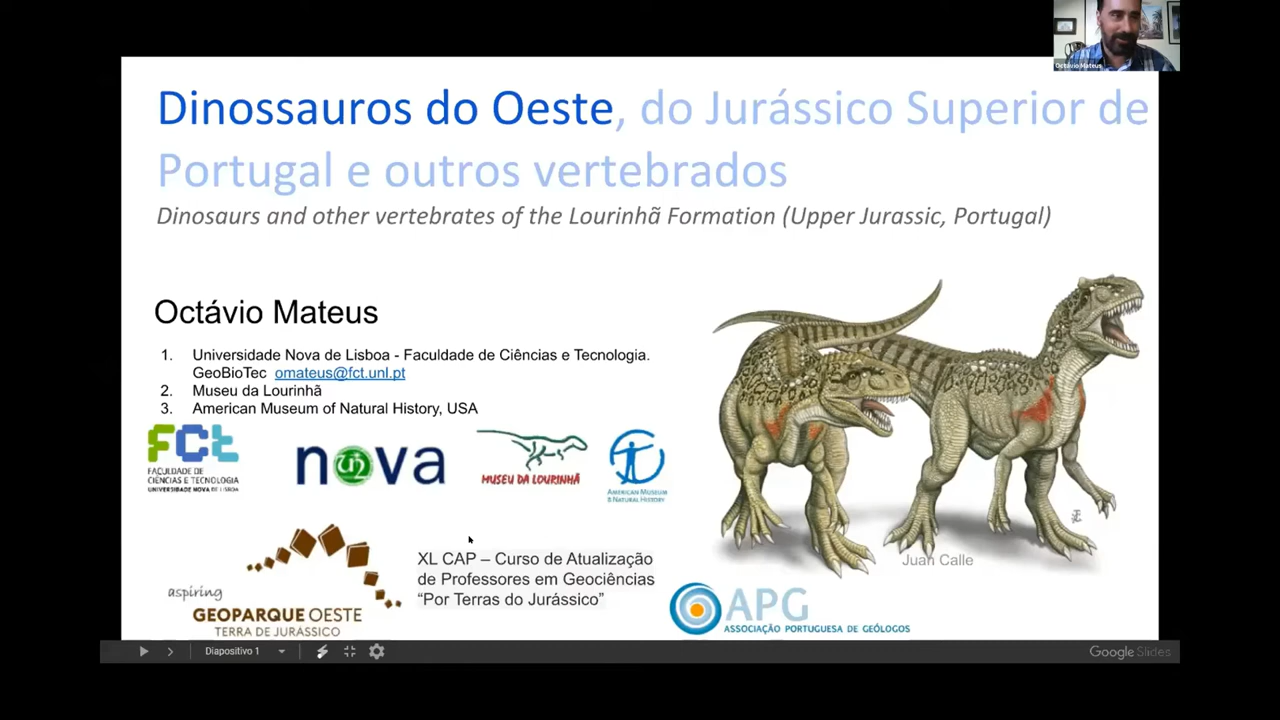 Octávio Mateus
Dinossauros do Oeste, do Jurássico Superior de
Portugal e outros vertebrados
Dinosaurs and other vertebrates of the Lourinhã Formation (Upper Jurassic, Portugal)
Octávio Mateus
1. Universidade Nova de Lisboa - Faculdade de Ciências e Tecnologia.
GeoBioTec omateus@fct.unl.pt
2. Museu da Lourinhã
3. American Museum of Natural History, USA
FCT
FACULDADE DE
CIÊNCIAS E TECNOLOGIA
UNIVERSIDADE NOVA DE LISBOA
nova
MUSEU DA LOURINHÃ
AMERICAN MUSEUM
& NATURAL HISTORY
Juan Calle
aspiring
GEOPARQUE OESTE
TERRA DE JURÁSSICO
XL CAP – Curso de Atualização
de Professores em Geociências
“Por Terras do Jurássico”
APG
ASSOCIAÇÃO PORTUGUESA DE GEÓLOGOS
Diapositivo 1
Google Slides